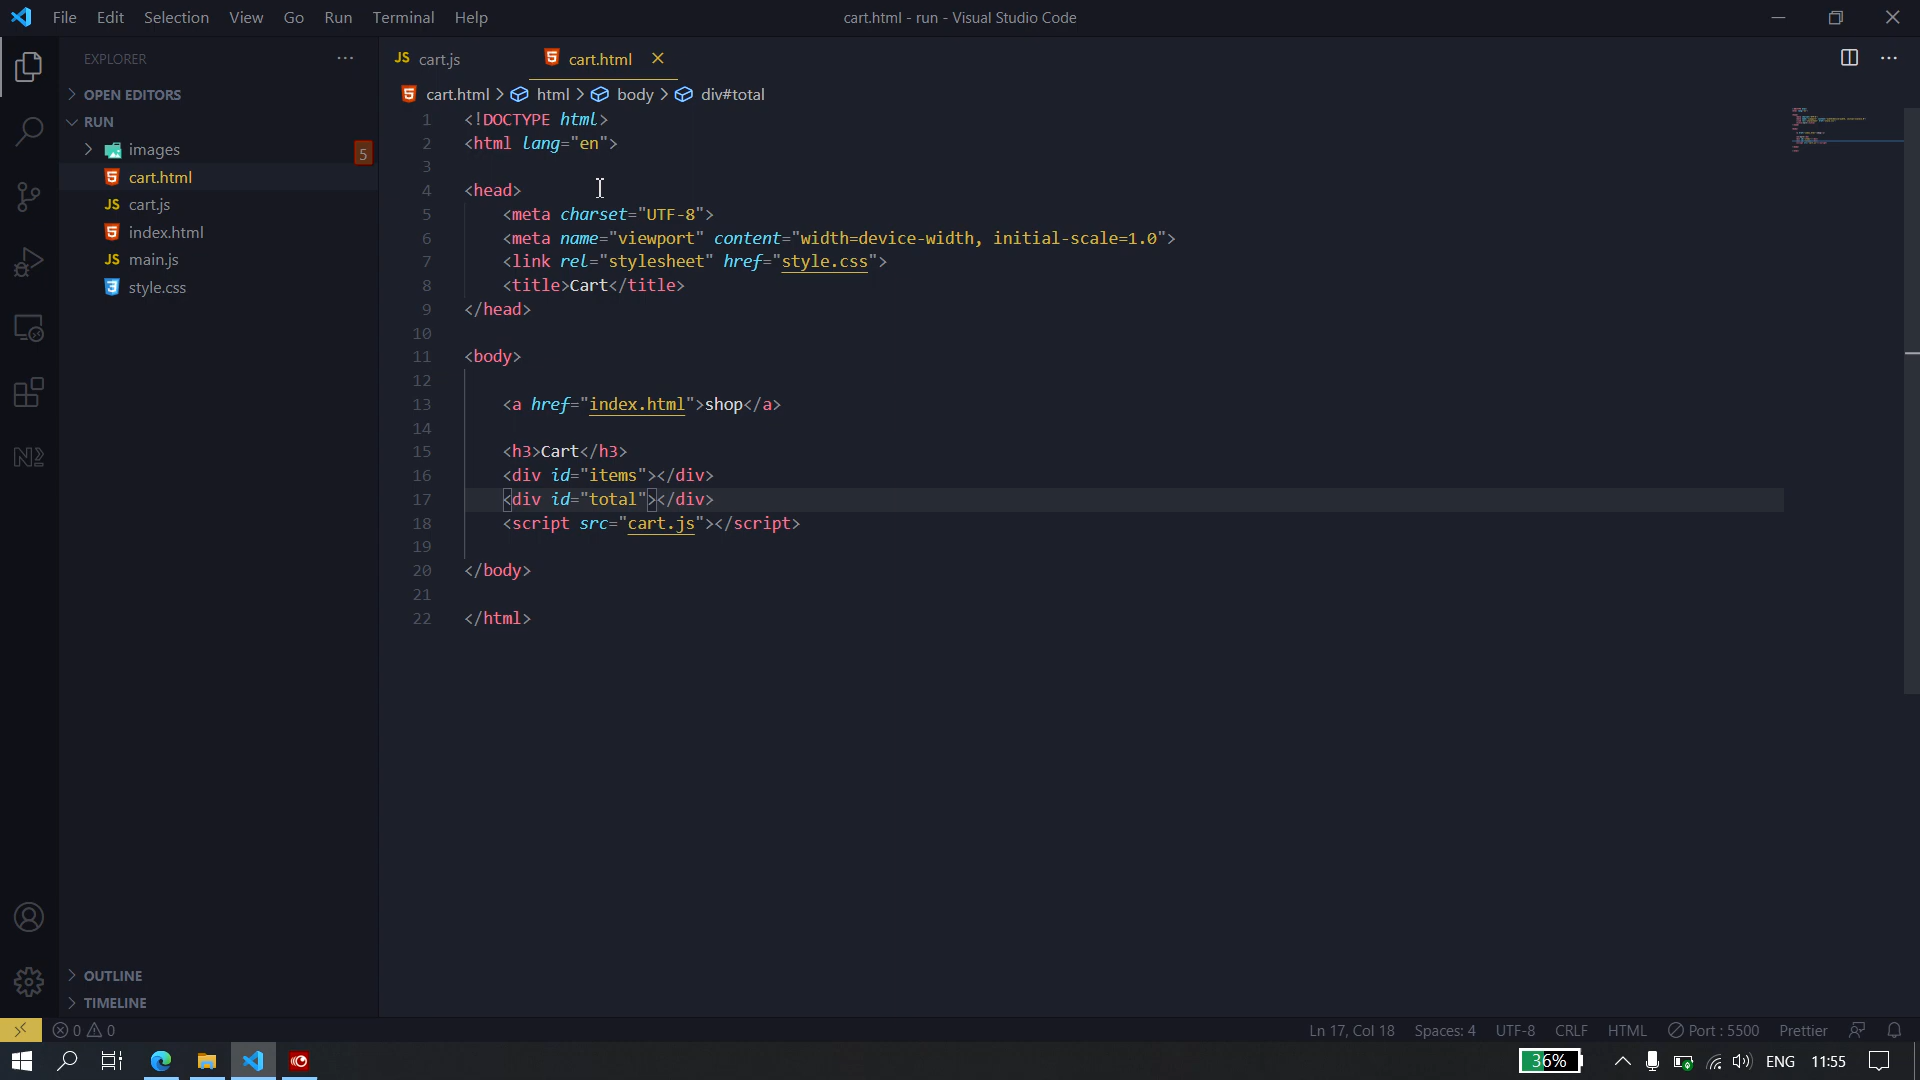 File Edit Selection View Go Run Terminal Help
cart.html - run - Visual Studio Code
EXPLORER
OPEN EDITORS
RUN
images
5
cart.html
JS cart.js
index.html
JS main.js
style.css
OUTLINE
TIMELINE
JS cart.js
cart.html
cart.html > html > body > div#total
1 <!DOCTYPE html>
2 <html lang="en">
3
4 <head>
5 <meta charset="UTF-8">
6 <meta name="viewport" content="width=device-width, initial-scale=1.0">
7 <link rel="stylesheet" href="style.css">
8 <title>Cart</title>
9 </head>
10
11 <body>
12
13 <a href="index.html">shop</a>
14
15 <h3>Cart</h3>
16 <div id="items"></div>
17 <div id="total"></div>
18 <script src="cart.js"></script>
19
20 </body>
21
22 </html>
0 0
Ln 17, Col 18 Spaces: 4 UTF-8 CRLF HTML Port : 5500 Prettier
36% ENG 11:55